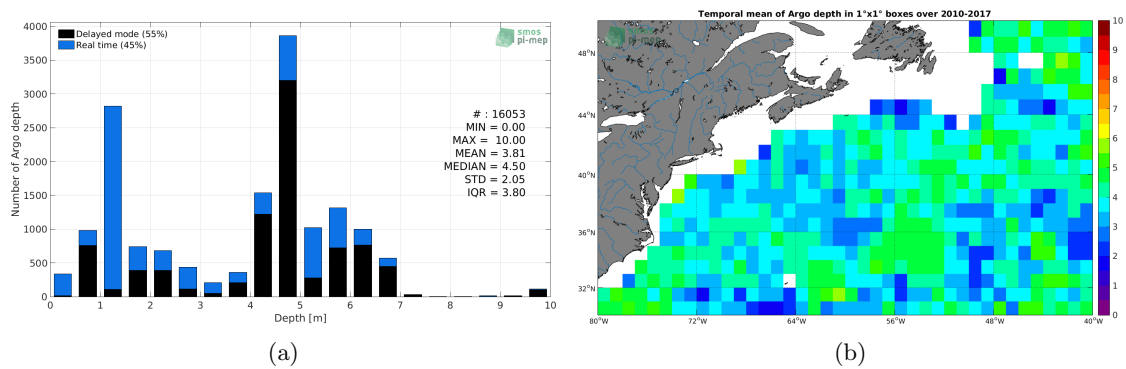 Delayed mode (55%)
Real time (45%)
smos
pi-mep
# : 16053
MIN = 0.00
MAX = 10.00
MEAN = 3.81
MEDIAN = 4.50
STD = 2.05
IQR = 3.80
Number of Argo depth
4000
3500
3000
2500
2000
1500
1000
500
0
0 1 2 3 4 5 6 7 8 9 10
Depth [m]
(a)
Temporal mean of Argo depth in 1°x1° boxes over 2010-2017
smos
pi-mep
48°N
44°N
40°N
36°N
32°N
80°W 72°W 64°W 56°W 48°W 40°W
10
9
8
7
6
5
4
3
2
1
0
(b)